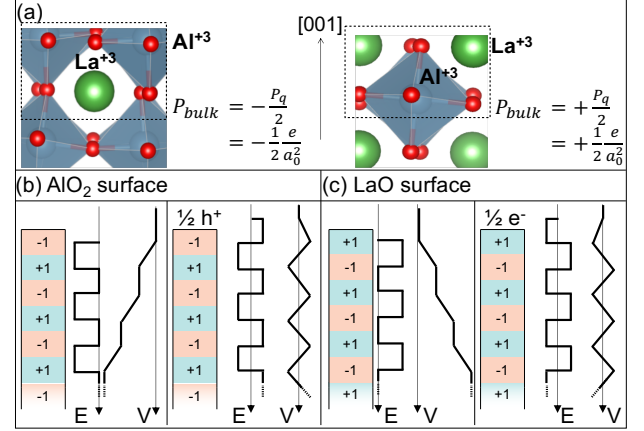 (a)
[001]
Al+3
La+3
P_bulk = − P_q/2
= − 1/2 e/a_0^2
La+3
Al+3
P_bulk = + P_q/2
= + 1/2 e/a_0^2
(b) AlO2 surface
(c) LaO surface
½ h+
½ e-
-1
+1
-1
+1
-1
+1
-1
E
V
-1
+1
-1
+1
-1
+1
-1
E
V
+1
-1
+1
-1
+1
-1
+1
E
V
+1
-1
+1
-1
+1
-1
+1
E
V